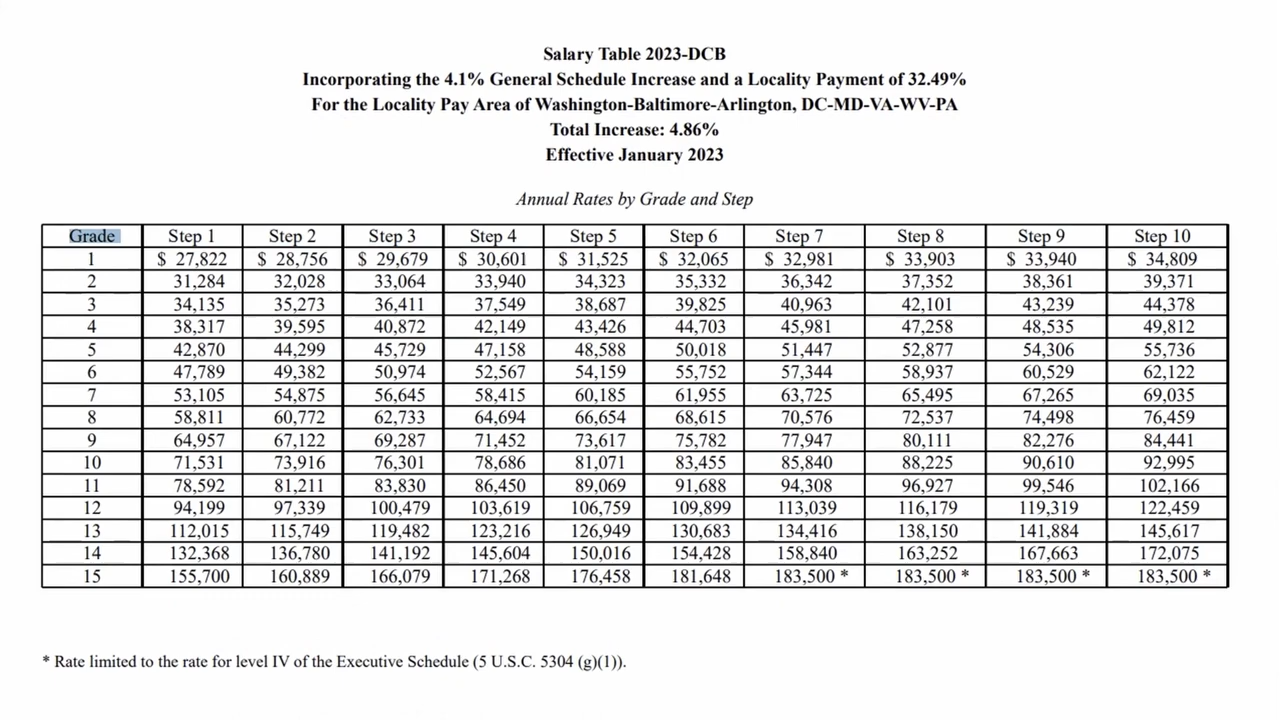 Salary Table 2023-DCB
Incorporating the 4.1% General Schedule Increase and a Locality Payment of 32.49%
For the Locality Pay Area of Washington-Baltimore-Arlington, DC-MD-VA-WV-PA
Total Increase: 4.86%
Effective January 2023
Annual Rates by Grade and Step
Grade Step 1 Step 2 Step 3 Step 4 Step 5 Step 6 Step 7 Step 8 Step 9 Step 10
1 $ 27,822 $ 28,756 $ 29,679 $ 30,601 $ 31,525 $ 32,065 $ 32,981 $ 33,903 $ 33,940 $ 34,809
2 31,284 32,028 33,064 33,940 34,323 35,332 36,342 37,352 38,361 39,371
3 34,135 35,273 36,411 37,549 38,687 39,825 40,963 42,101 43,239 44,378
4 38,317 39,595 40,872 42,149 43,426 44,703 45,981 47,258 48,535 49,812
5 42,870 44,299 45,729 47,158 48,588 50,018 51,447 52,877 54,306 55,736
6 47,789 49,382 50,974 52,567 54,159 55,752 57,344 58,937 60,529 62,122
7 53,105 54,875 56,645 58,415 60,185 61,955 63,725 65,495 67,265 69,035
8 58,811 60,772 62,733 64,694 66,654 68,615 70,576 72,537 74,498 76,459
9 64,957 67,122 69,287 71,452 73,617 75,782 77,947 80,111 82,276 84,441
10 71,531 73,916 76,301 78,686 81,071 83,455 85,840 88,225 90,610 92,995
11 78,592 81,211 83,830 86,450 89,069 91,688 94,308 96,927 99,546 102,166
12 94,199 97,339 100,479 103,619 106,759 109,899 113,039 116,179 119,319 122,459
13 112,015 115,749 119,482 123,216 126,949 130,683 134,416 138,150 141,884 145,617
14 132,368 136,780 141,192 145,604 150,016 154,428 158,840 163,252 167,663 172,075
15 155,700 160,889 166,079 171,268 176,458 181,648 183,500 * 183,500 * 183,500 * 183,500 *
* Rate limited to the rate for level IV of the Executive Schedule (5 U.S.C. 5304 (g)(1)).